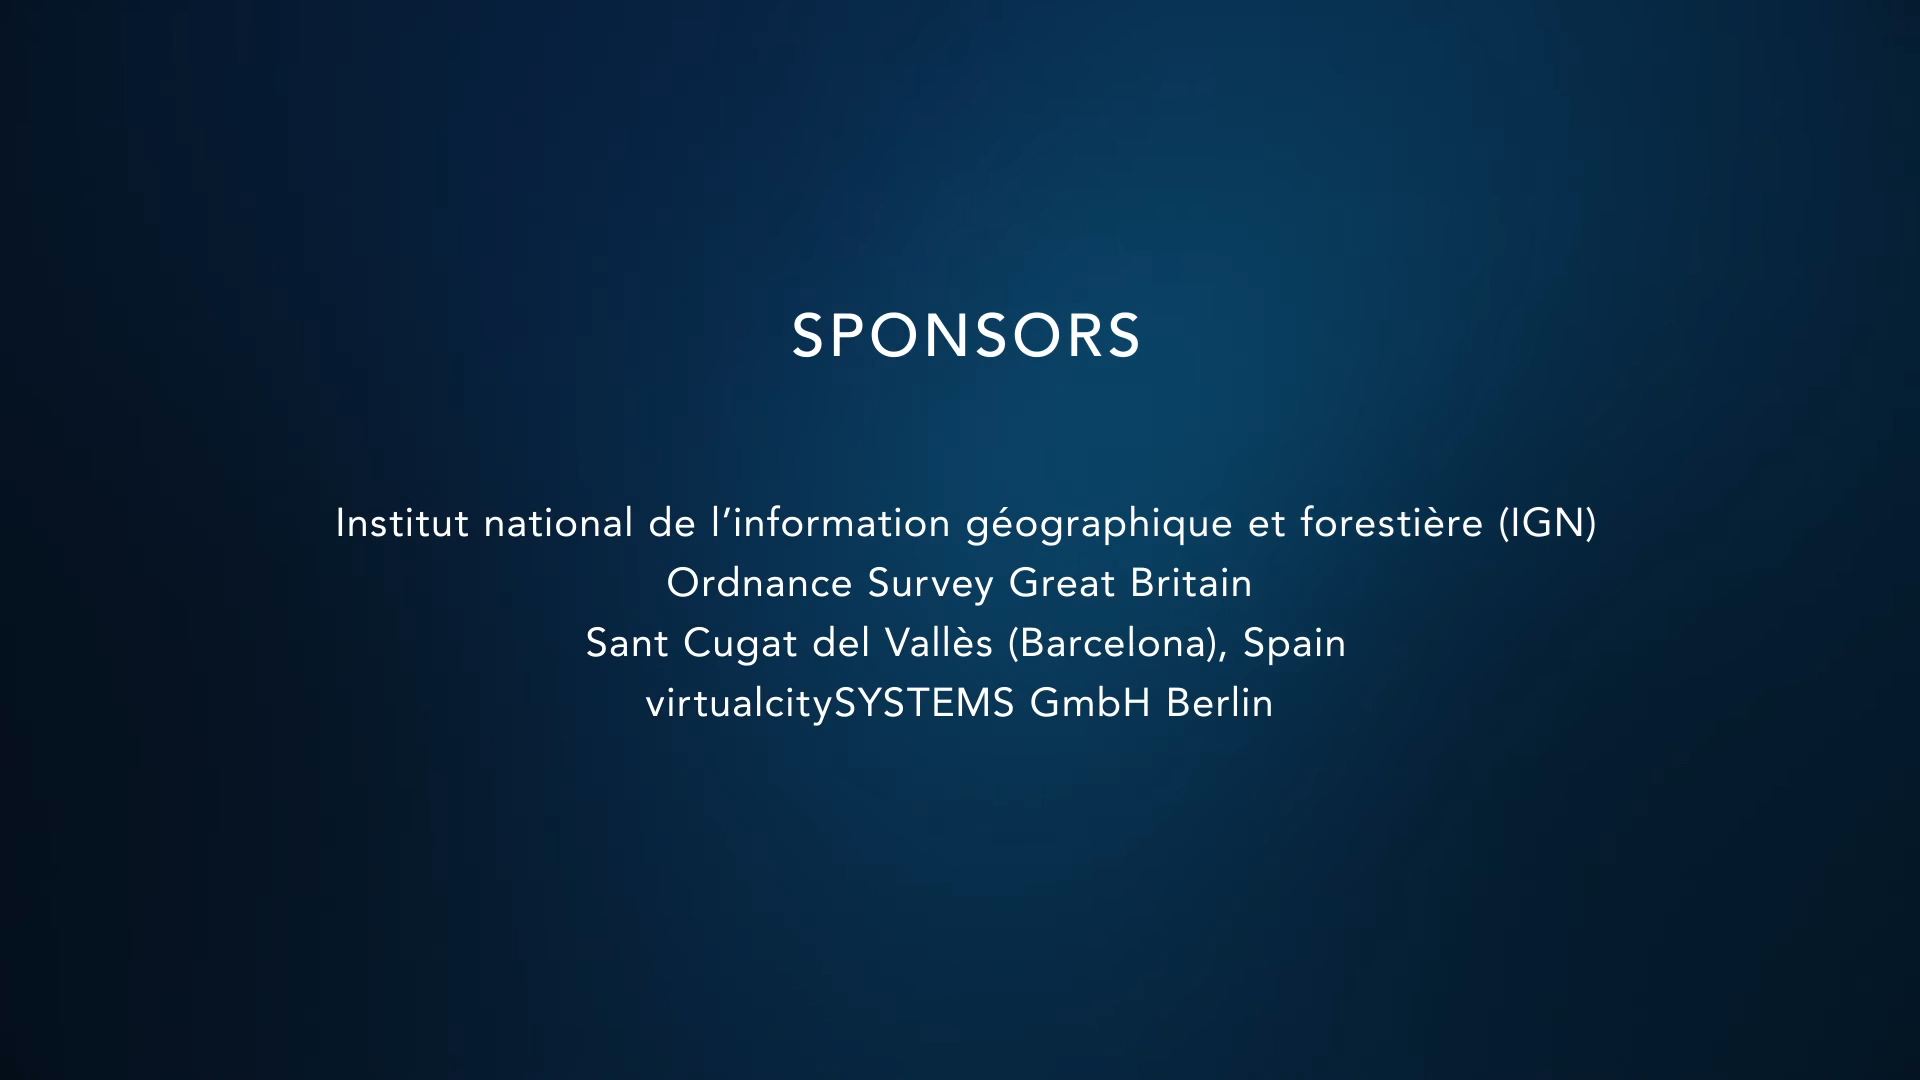 SPONSORS
Institut national de l’information géographique et forestière (IGN)
Ordnance Survey Great Britain
Sant Cugat del Vallès (Barcelona), Spain
virtualcitySYSTEMS GmbH Berlin